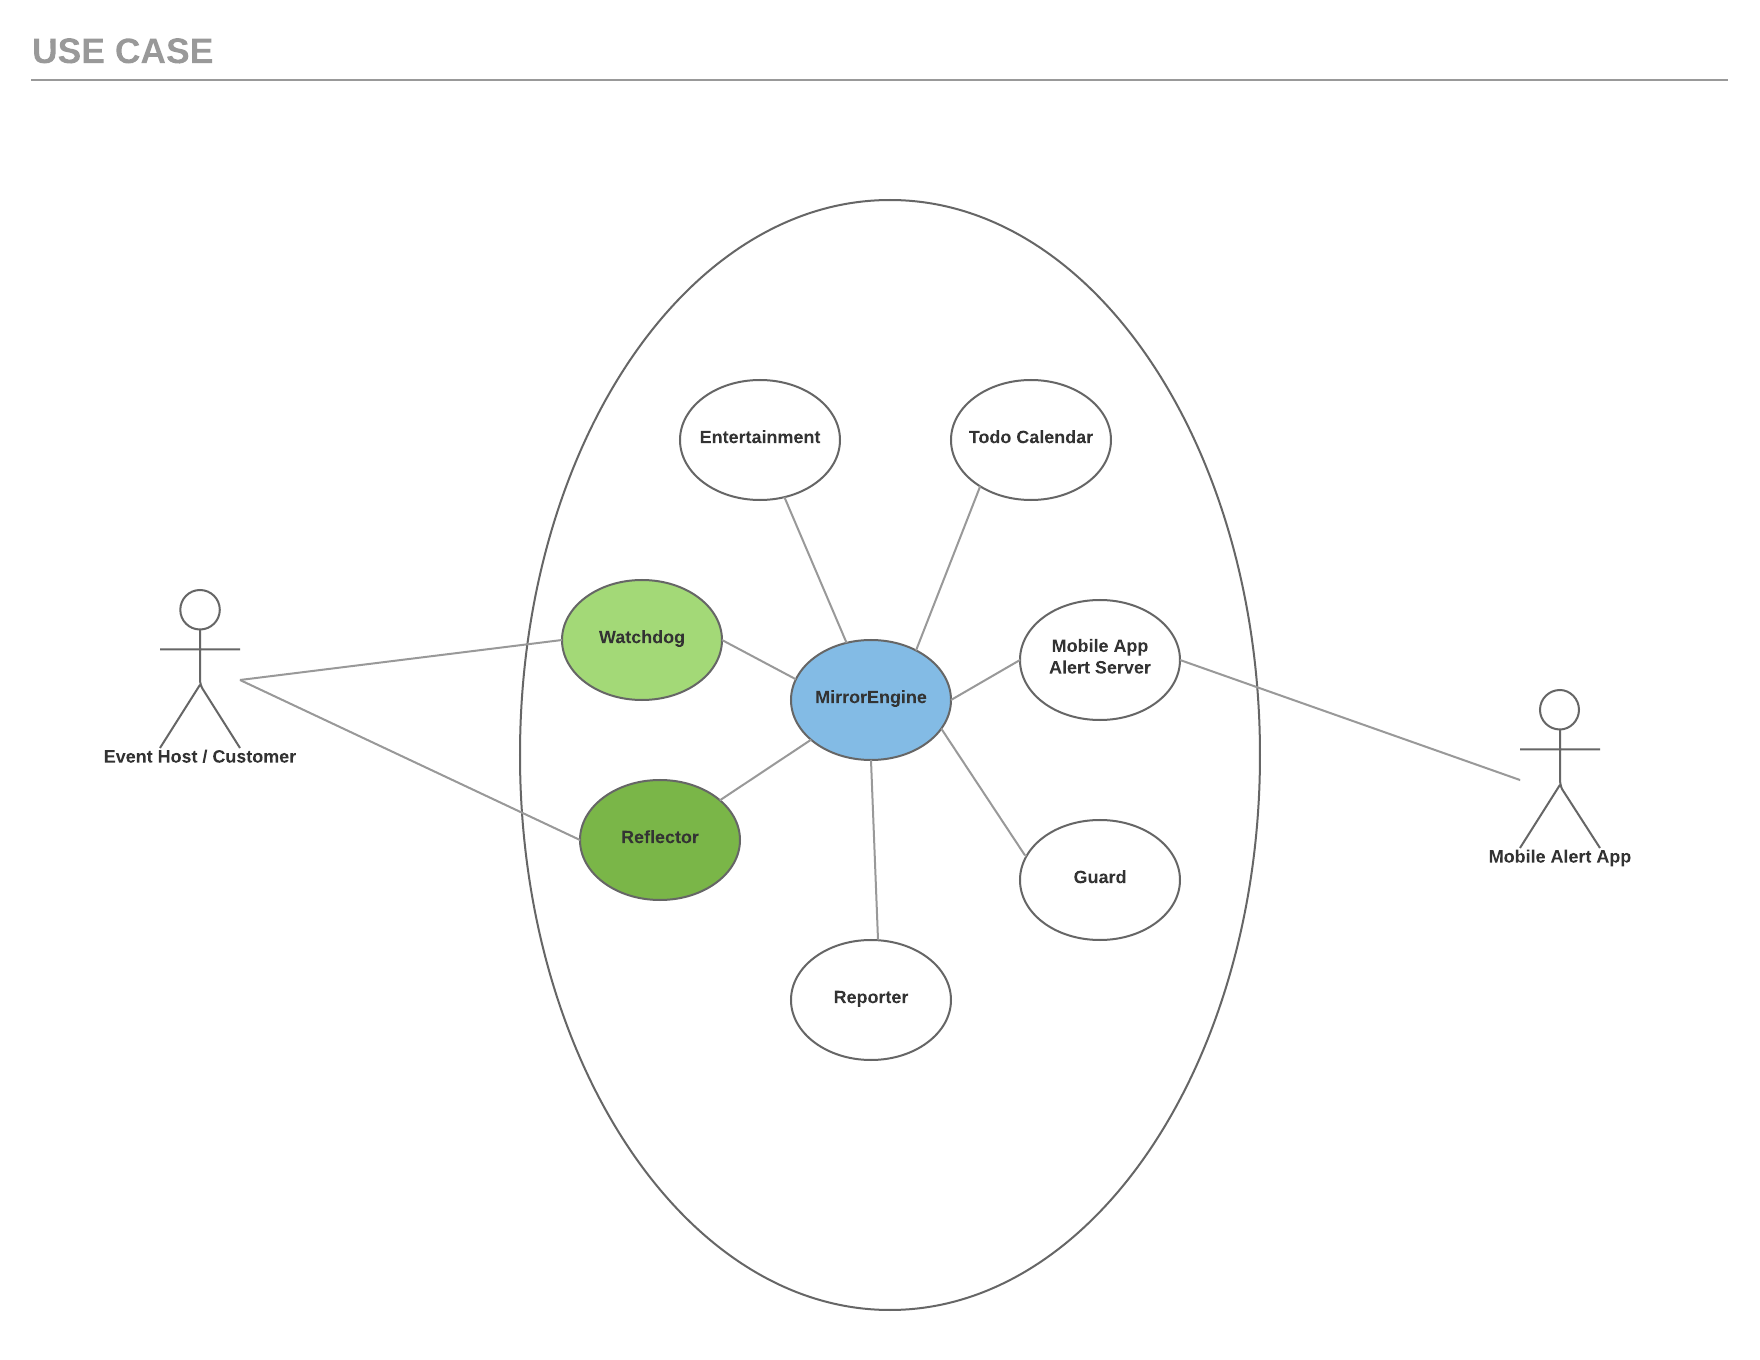 USE CASE
Entertainment
Todo Calendar
Watchdog
Mobile App
Alert Server
MirrorEngine
Event Host / Customer
Reflector
Mobile Alert App
Guard
Reporter